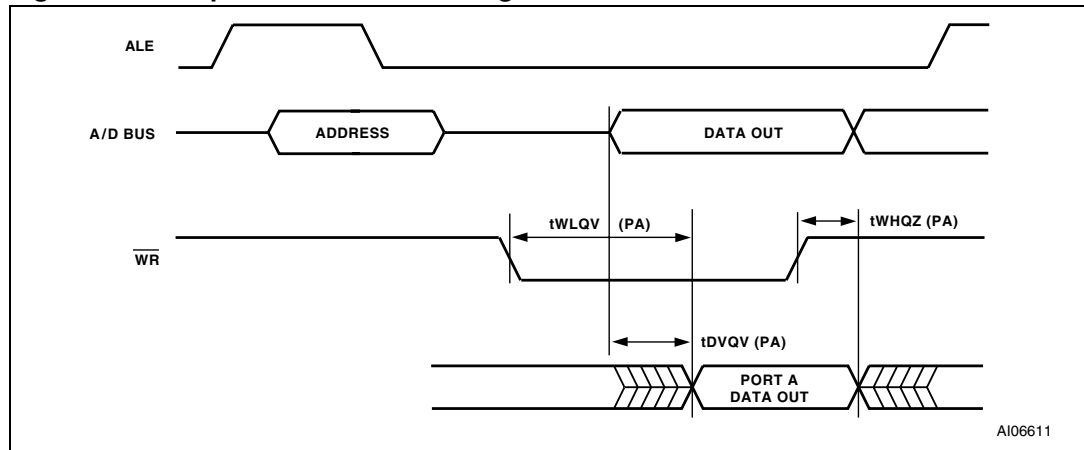 ALE
A/D BUS
ADDRESS
DATA OUT
tWLQV (PA)
tWHQZ (PA)
WR
tDVQV (PA)
PORT A
DATA OUT
AI06611